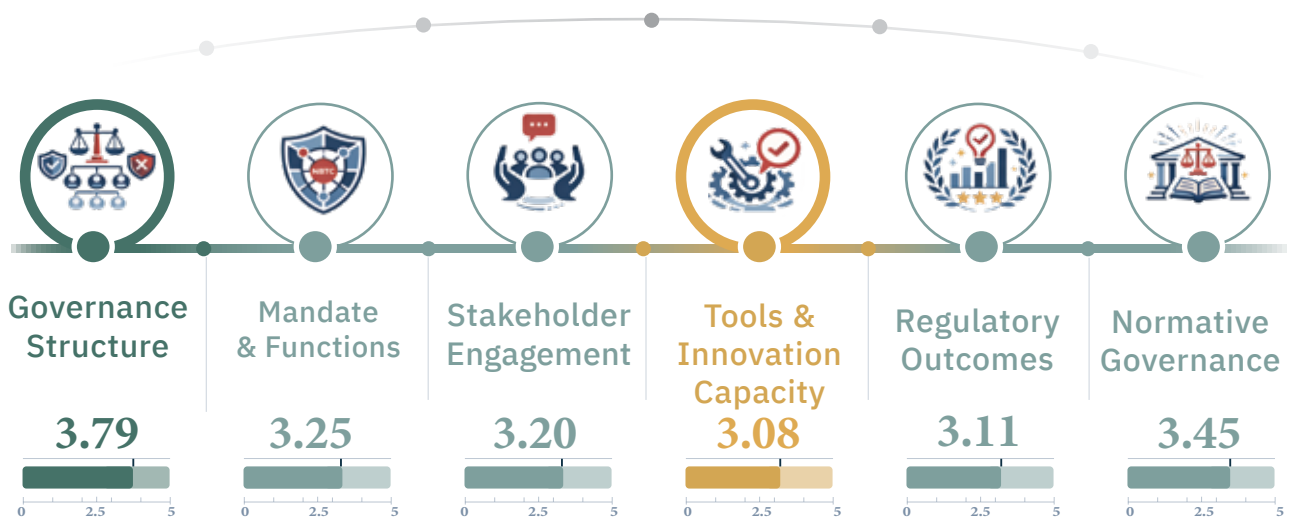 NBTC
Governance
Structure
3.79
0 2.5 5
Mandate
& Functions
3.25
0 2.5 5
Stakeholder
Engagement
3.20
0 2.5 5
Tools &
Innovation
Capacity
3.08
0 2.5 5
Regulatory
Outcomes
3.11
0 2.5 5
Normative
Governance
3.45
0 2.5 5